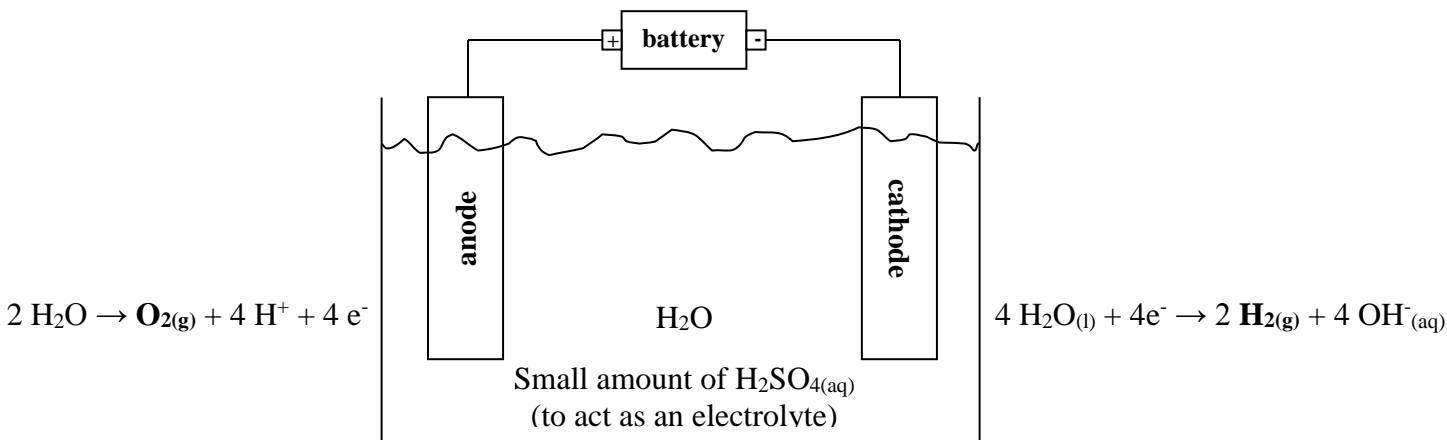 + battery -
anode
cathode
2 H₂O → O₂(g) + 4 H⁺ + 4 e⁻
H₂O
4 H₂O(l) + 4e⁻ → 2 H₂(g) + 4 OH⁻(aq)
Small amount of H₂SO₄(aq)
(to act as an electrolyte)